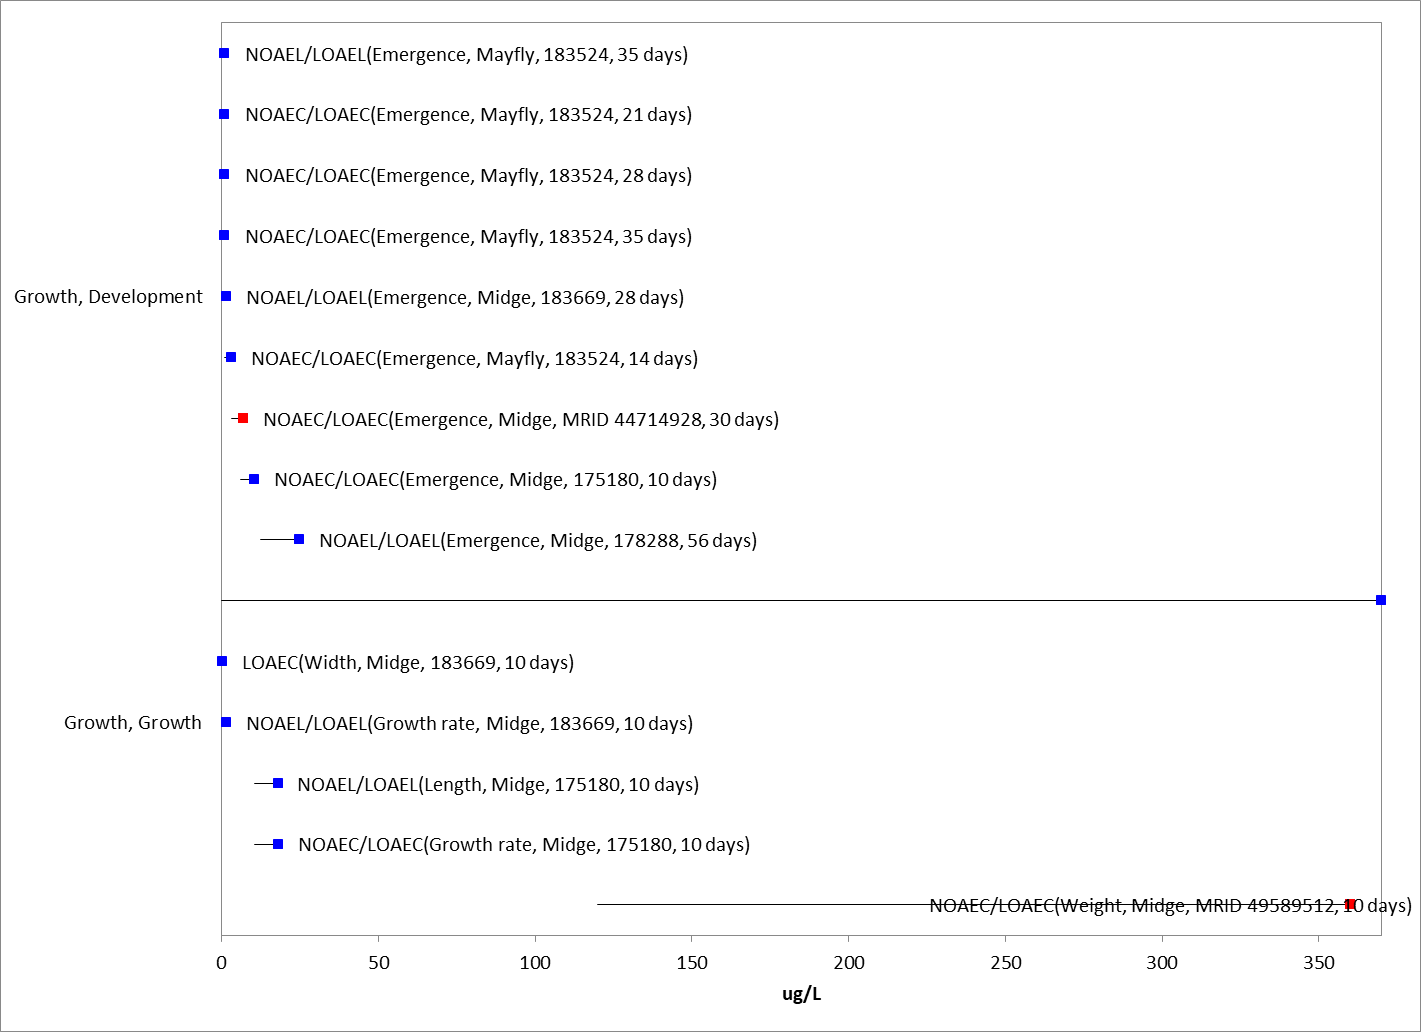 NOAEL/LOAEL(Emergence, Mayfly, 183524, 35 days)
NOAEC/LOAEC(Emergence, Mayfly, 183524, 21 days)
NOAEC/LOAEC(Emergence, Mayfly, 183524, 28 days)
NOAEC/LOAEC(Emergence, Mayfly, 183524, 35 days)
Growth, Development
NOAEL/LOAEL(Emergence, Midge, 183669, 28 days)
NOAEC/LOAEC(Emergence, Mayfly, 183524, 14 days)
NOAEC/LOAEC(Emergence, Midge, MRID 44714928, 30 days)
NOAEC/LOAEC(Emergence, Midge, 175180, 10 days)
NOAEL/LOAEL(Emergence, Midge, 178288, 56 days)
LOAEC(Width, Midge, 183669, 10 days)
Growth, Growth
NOAEL/LOAEL(Growth rate, Midge, 183669, 10 days)
NOAEL/LOAEL(Length, Midge, 175180, 10 days)
NOAEC/LOAEC(Growth rate, Midge, 175180, 10 days)
NOAEC/LOAEC(Weight, Midge, MRID 49589512, 10 days)
0 50 100 150 200 250 300 350
ug/L